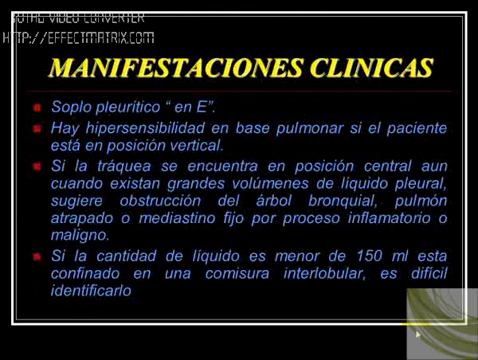 TOTAL VIDEO CONVERTER
HTTP://EFFECTMATRIX.COM
MANIFESTACIONES CLINICAS
Soplo pleurítico “ en E”.
Hay hipersensibilidad en base pulmonar si el paciente
está en posición vertical.
Si la tráquea se encuentra en posición central aun
cuando existan grandes volúmenes de liquido pleural,
sugiere obstrucción del árbol bronquial, pulmón
atrapado o mediastino fijo por proceso inflamatorio o
maligno.
Si la cantidad de líquido es menor de 150 ml esta
confinado en una comisura interlobular, es difícil
identificarlo